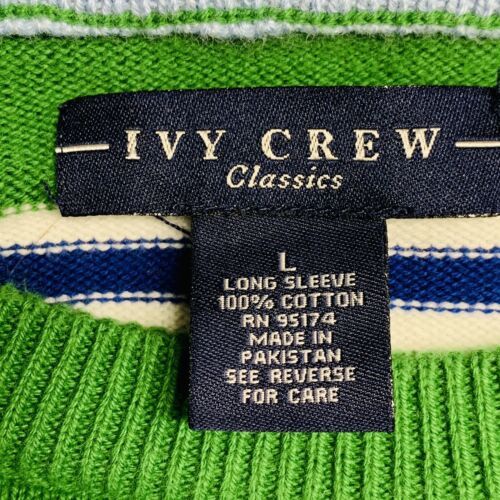 IVY CREW
Classics
L
LONG SLEEVE
100% COTTON
RN 95174
MADE IN
PAKISTAN
SEE REVERSE
FOR CARE